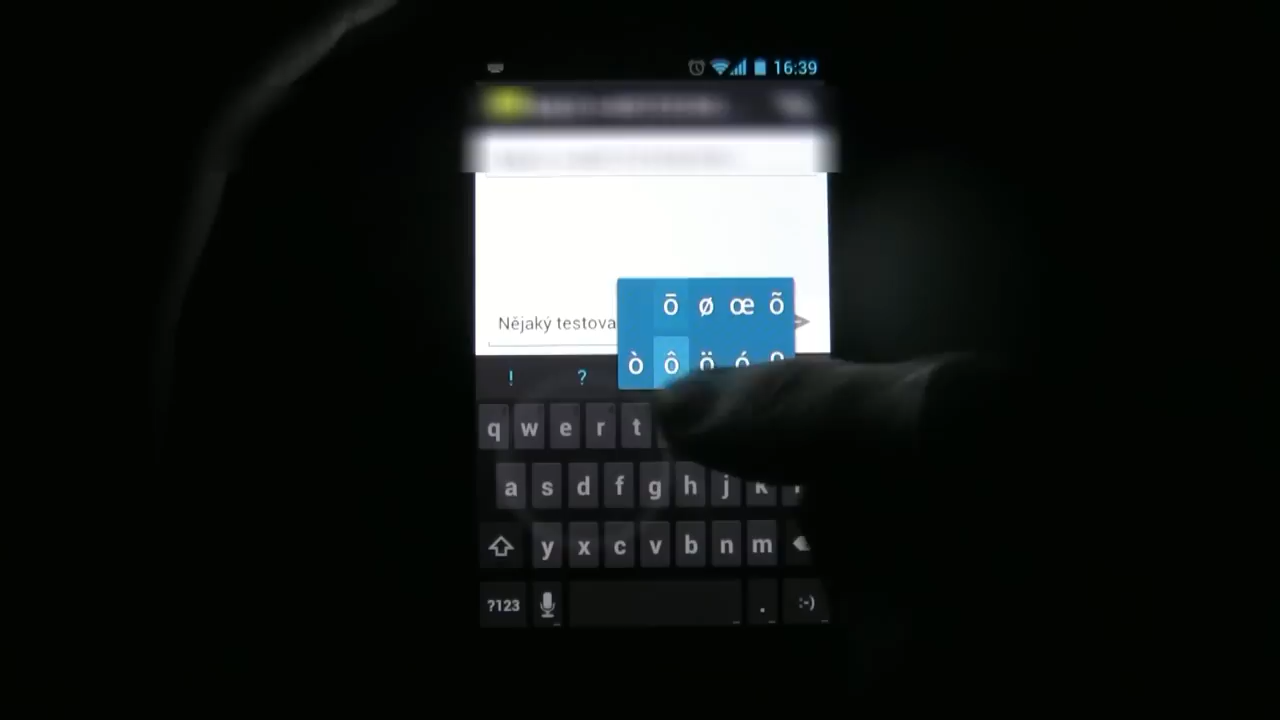 16:39
ō ø œ õ
Nějaký testova
ò ô ö ó
! ?
q w e r t
a s d f g h j k
y x c v b n m
?123 . :-)